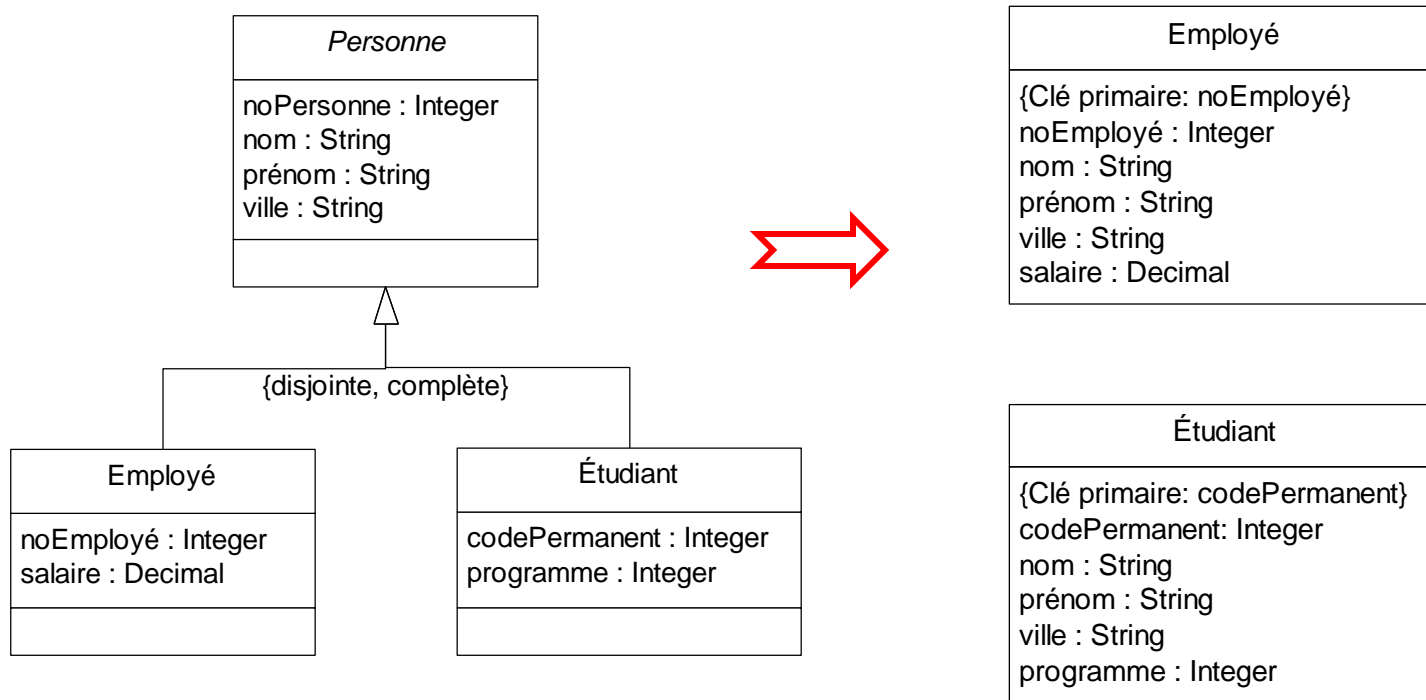 Personne
noPersonne : Integer
nom : String
prénom : String
ville : String
{disjointe, complète}
Employé
noEmployé : Integer
salaire : Decimal
Étudiant
codePermanent : Integer
programme : Integer
Employé
{Clé primaire: noEmployé}
noEmployé : Integer
nom : String
prénom : String
ville : String
salaire : Decimal
Étudiant
{Clé primaire: codePermanent}
codePermanent: Integer
nom : String
prénom : String
ville : String
programme : Integer